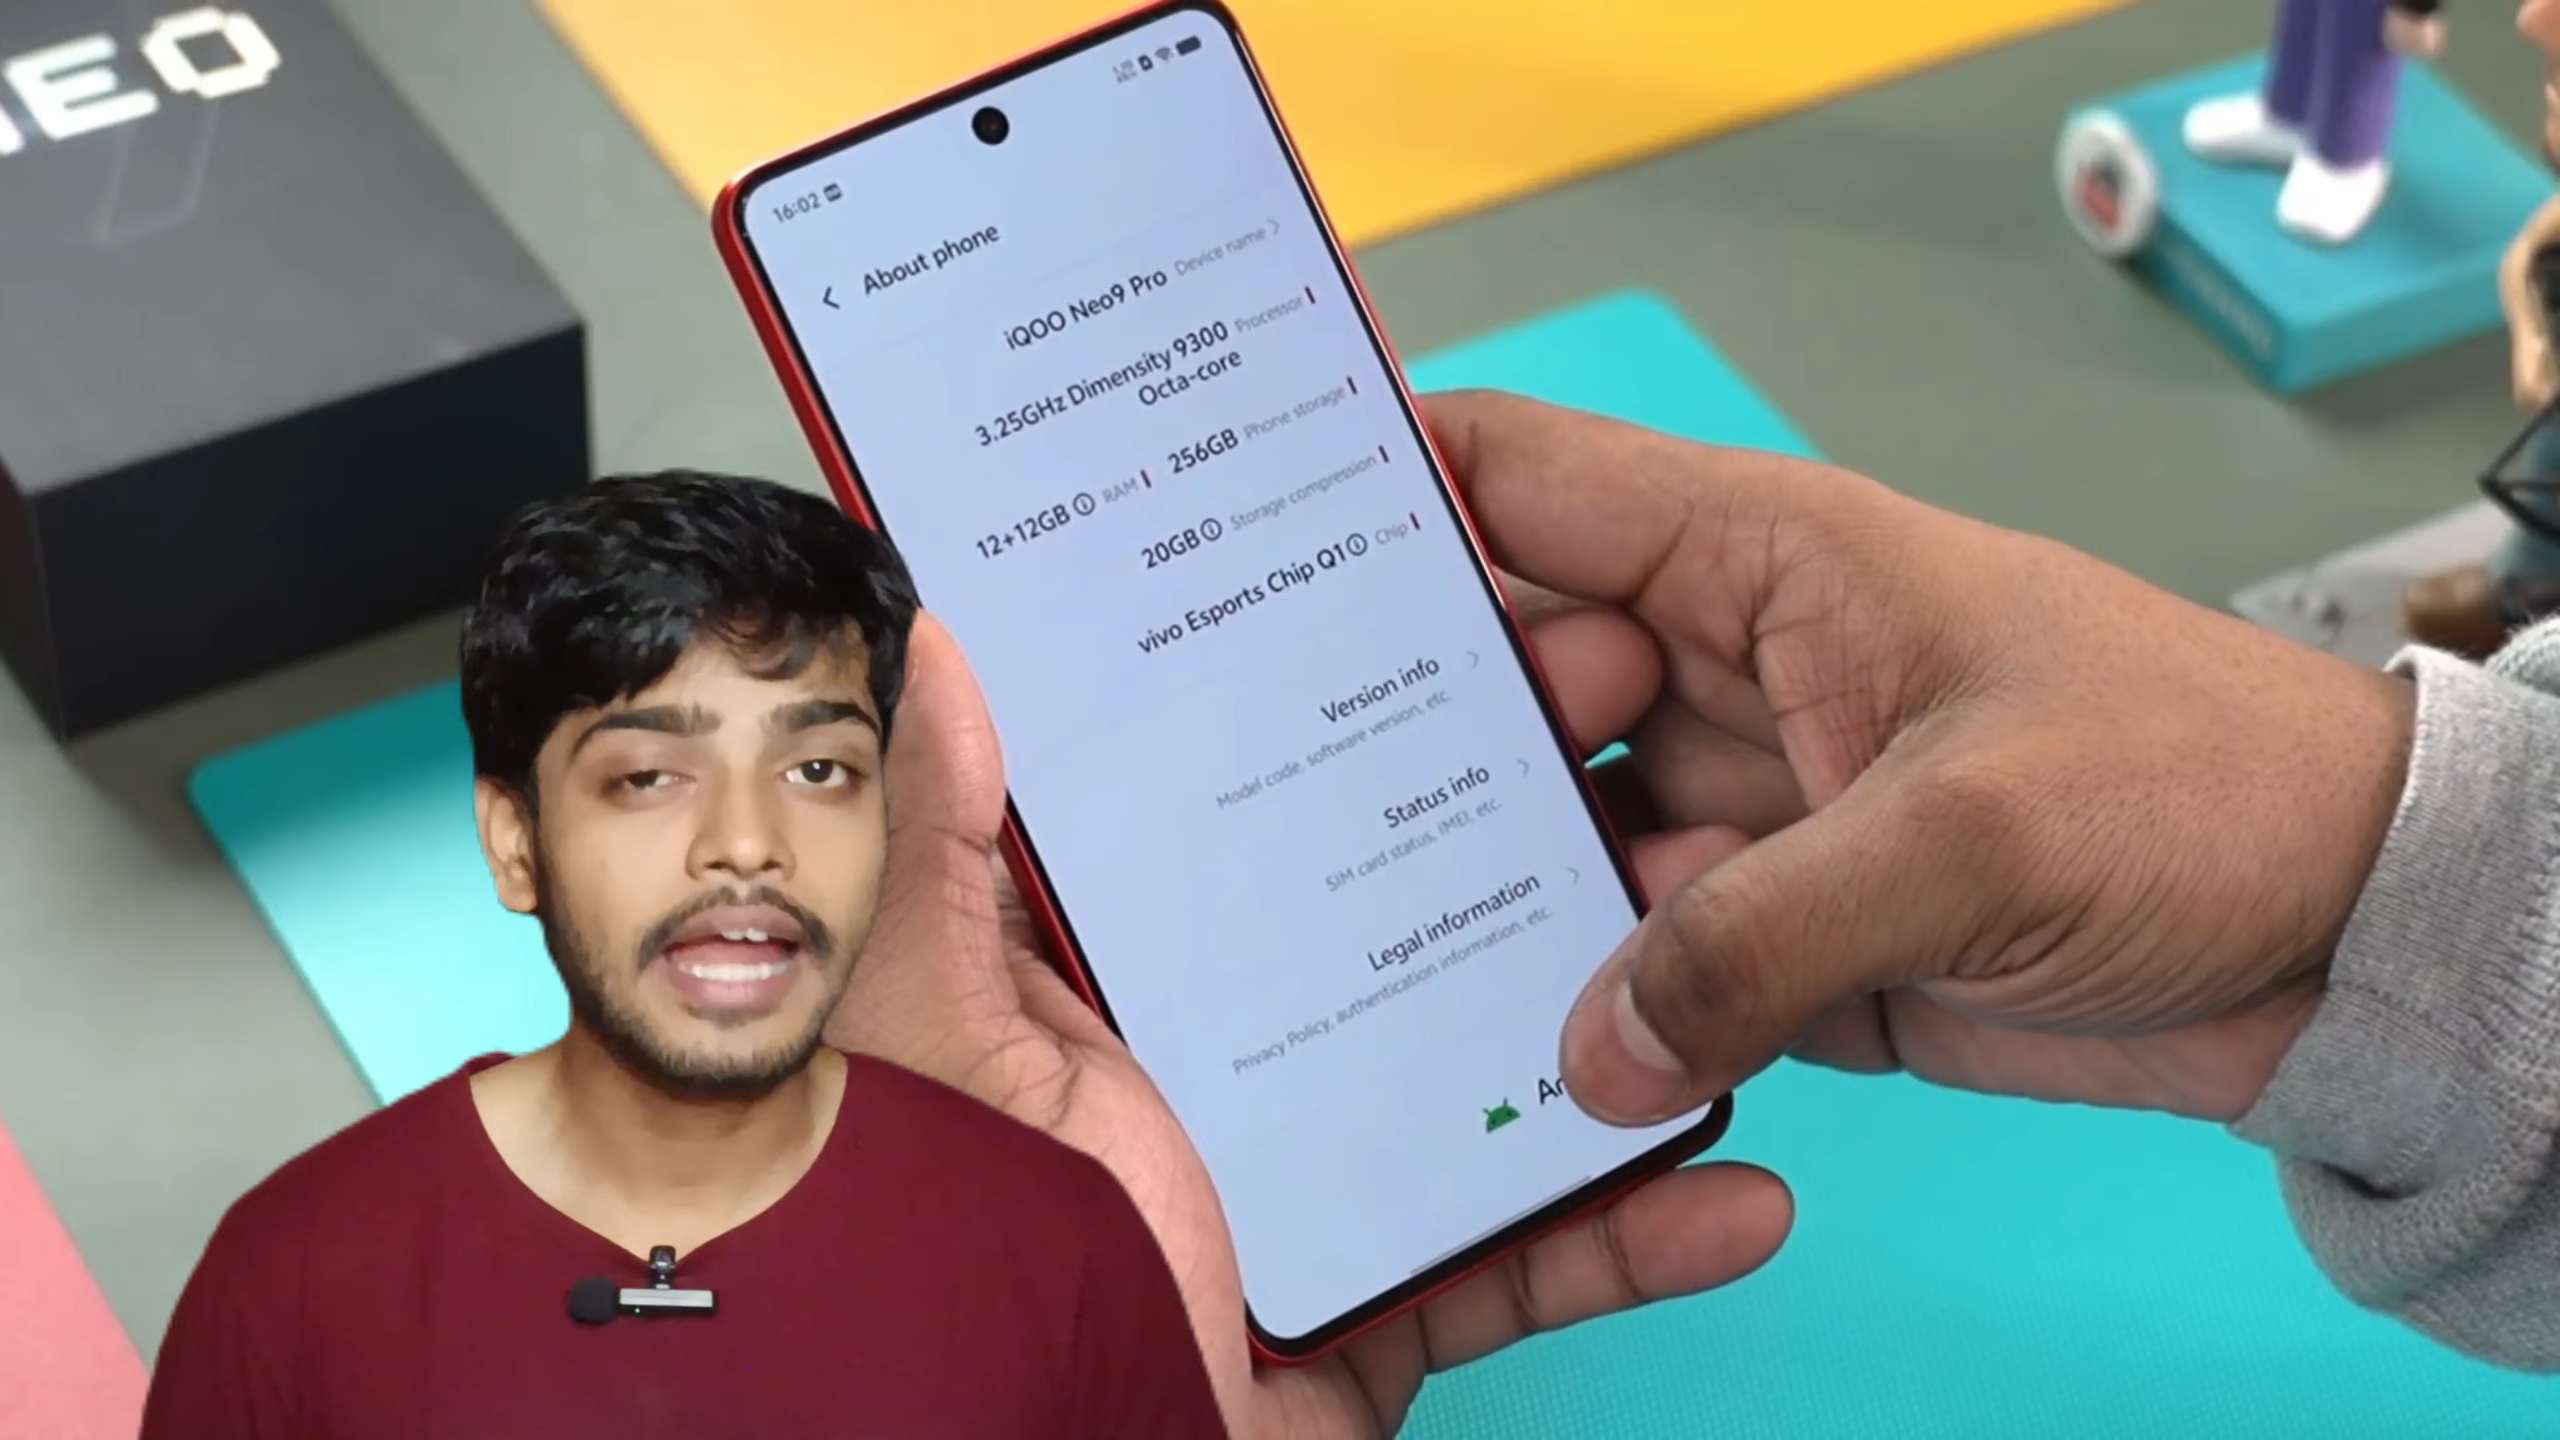 NEO
16:02
About phone
iQOO Neo9 Pro Device name
3.25GHz Dimensity 9300 Processor
Octa-core
12+12GB RAM 256GB Phone storage
20GB Storage compression
vivo Esports Chip Q1 Chip
Version info
Model code, software version, etc.
Status info
SIM card status, IMEI, etc.
Legal information
Privacy Policy, authentication information, etc.